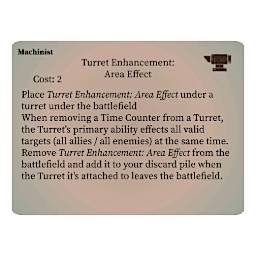 Machinist
Turret Enhancement:
Area Effect
Cost: 2
Place Turret Enhancement: Area Effect under a
turret under the battlefield
When removing a Time Counter from a Turret,
the Turret's primary ability effects all valid
targets (all allies / all enemies) at the same time.
Remove Turret Enhancement: Area Effect from the
battlefield and add it to your discard pile when
the Turret it's attached to leaves the battlefield.